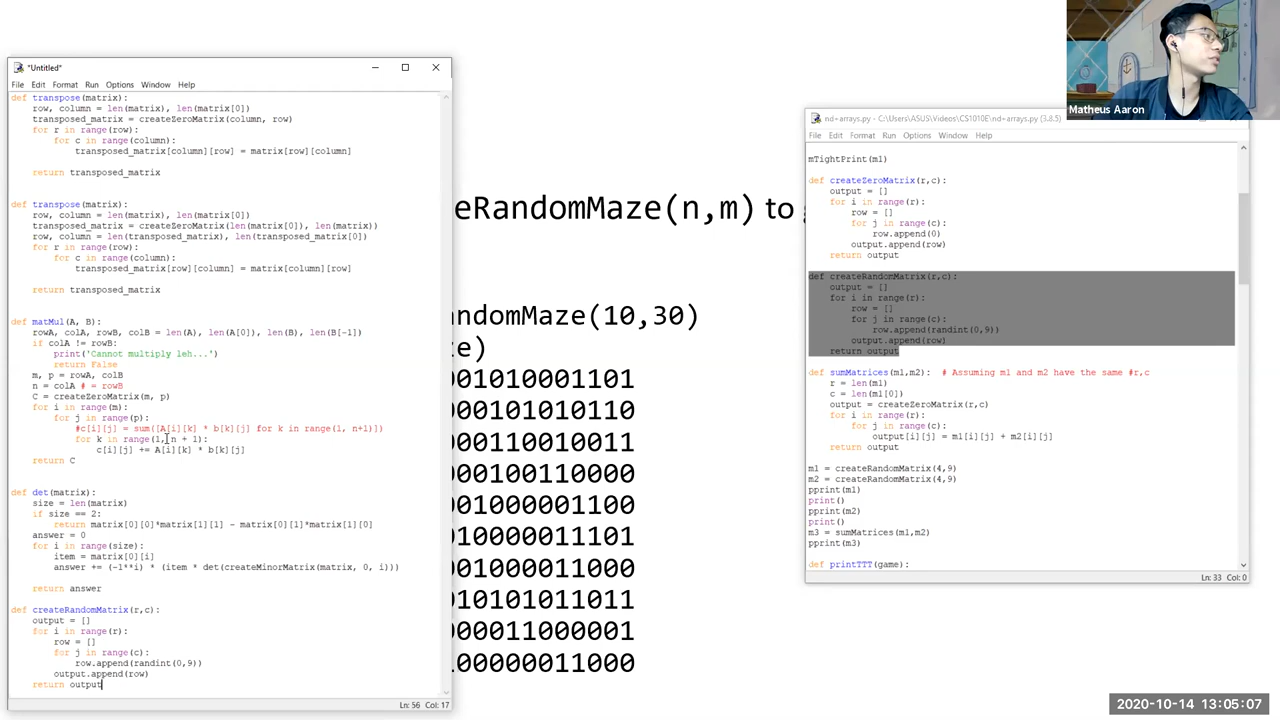 *Untitled*
File Edit Format Run Options Window Help
def transpose(matrix):
row, column = len(matrix), len(matrix[0])
transposed_matrix = createZeroMatrix(column, row)
for r in range(row):
for c in range(column):
transposed_matrix[column][row] = matrix[row][column]
return transposed_matrix
def transpose(matrix):
row, column = len(matrix), len(matrix[0])
transposed_matrix = createZeroMatrix(len(matrix[0]), len(matrix))
row, column = len(transposed_matrix), len(transposed_matrix[0])
for r in range(row):
for c in range(column):
transposed_matrix[row][column] = matrix[column][row]
return transposed_matrix
def matMul(A, B):
rowA, colA, rowB, colB = len(A), len(A[0]), len(B), len(B[-1])
if colA != rowB:
print('Cannot multiply leh...')
return False
m, p = rowA, colB
n = colA # = rowB
C = createZeroMatrix(m, p)
for i in range(m):
for j in range(p):
#c[i][j] = sum([A[i][k] * b[k][j] for k in range(1, n+1)])
for k in range(1, n + 1):
c[i][j] += A[i][k] * b[k][j]
return C
def det(matrix):
size = len(matrix)
if size == 2:
return matrix[0][0]*matrix[1][1] - matrix[0][1]*matrix[1][0]
answer = 0
for i in range(size):
item = matrix[0][i]
answer += (-1**i) * (item * det(createMinorMatrix(matrix, 0, i)))
return answer
def createRandomMatrix(r,c):
output = []
for i in range(r):
row = []
for j in range(c):
row.append(randint(0,9))
output.append(row)
return output
Ln: 56 Col: 17
eRandomMaze(n,m) to
ndomMaze(10,30)
ze)
001010001101
000101010110
000110010011
000100110000
01000001100
010000011101
001000011000
010101011011
000011000001
100000011000
Matheus Aaron
nd+arrays.py - C:\Users\ASUS\Videos\CS1010E\nd+arrays.py (3.8.5)
File Edit Format Run Options Window Help
mTightPrint(m1)
def createZeroMatrix(r,c):
output = []
for i in range(r):
row = []
for j in range(c):
row.append(0)
output.append(row)
return output
def createRandomMatrix(r,c):
output = []
for i in range(r):
row = []
for j in range(c):
row.append(randint(0,9))
output.append(row)
return output
def sumMatrices(m1,m2): # Assuming m1 and m2 have the same #r,c
r = len(m1)
c = len(m1[0])
output = createZeroMatrix(r,c)
for i in range(r):
for j in range(c):
output[i][j] = m1[i][j] + m2[i][j]
return output
m1 = createRandomMatrix(4,9)
m2 = createRandomMatrix(4,9)
pprint(m1)
print()
pprint(m2)
print()
m3 = sumMatrices(m1,m2)
pprint(m3)
def printTTT(game):
Ln: 33 Col: 0
2020-10-14 13:05:07